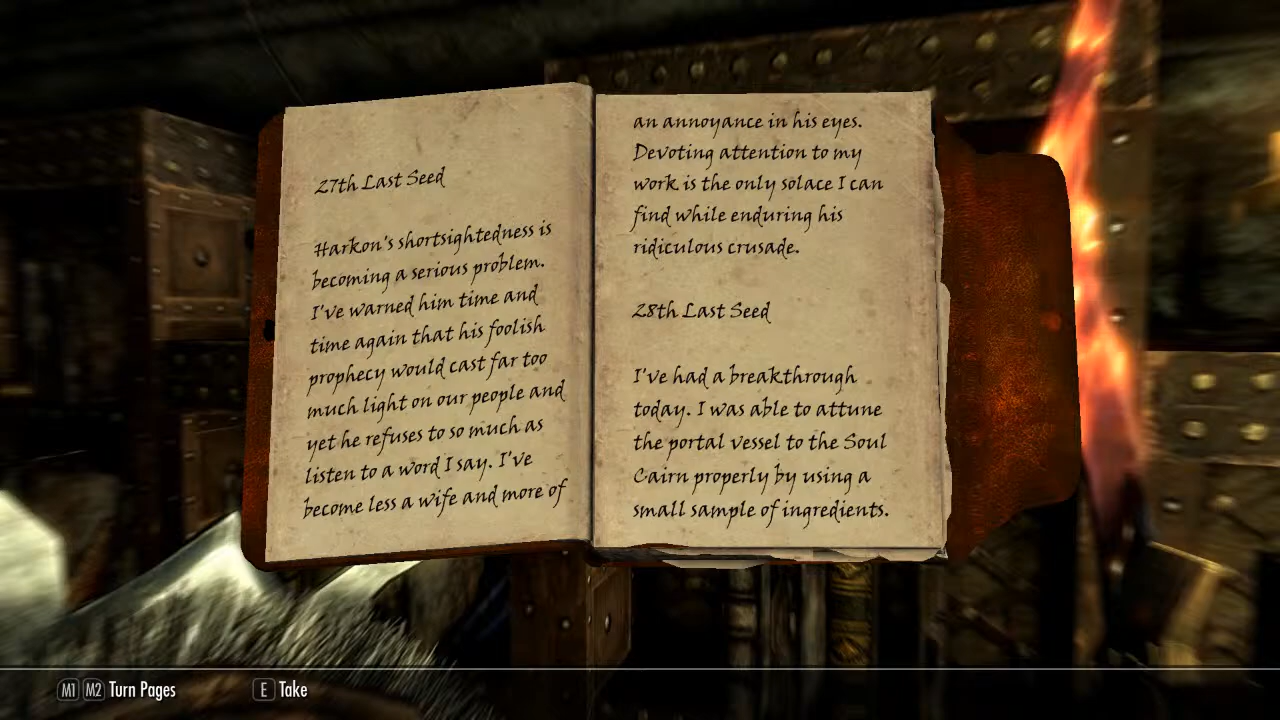 27th Last Seed
Harkon's shortsightedness is
becoming a serious problem.
I've warned him time and
time again that his foolish
prophecy would cast far too
much light on our people and
yet he refuses to so much as
listen to a word I say. I've
become less a wife and more of
an annoyance in his eyes.
Devoting attention to my
work is the only solace I can
find while enduring his
ridiculous crusade.
28th Last Seed
I've had a breakthrough
today. I was able to attune
the portal vessel to the Soul
Cairn properly by using a
small sample of ingredients.
M1 M2 Turn Pages
E Take